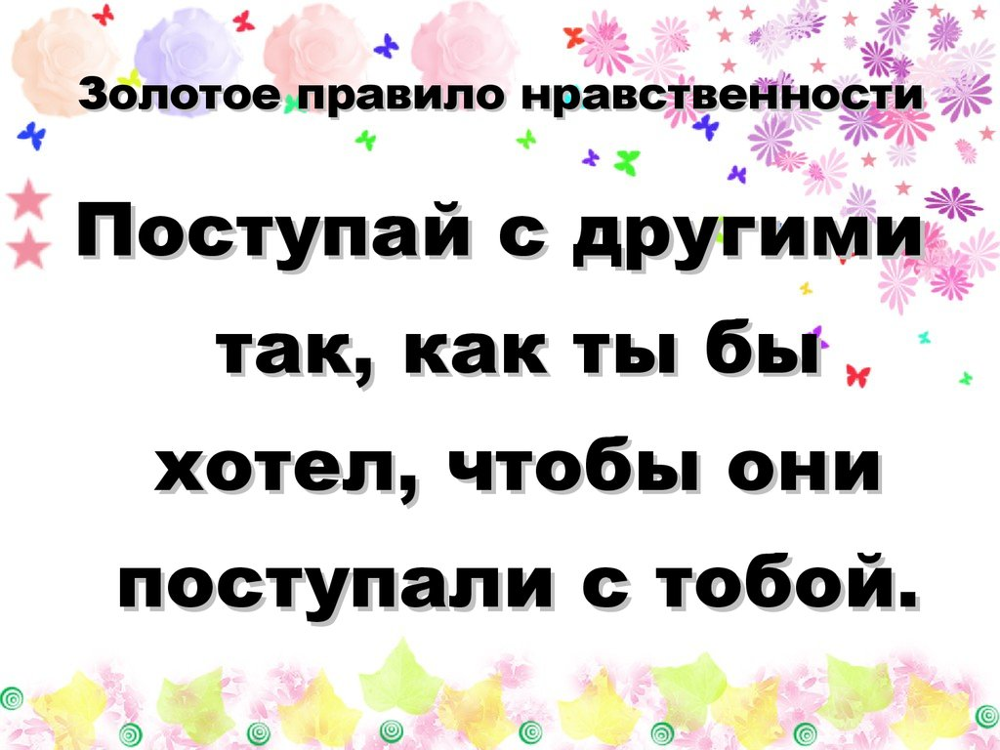 Золотое правило нравственности
Поступай с другими
так, как ты бы
хотел, чтобы они
поступали с тобой.